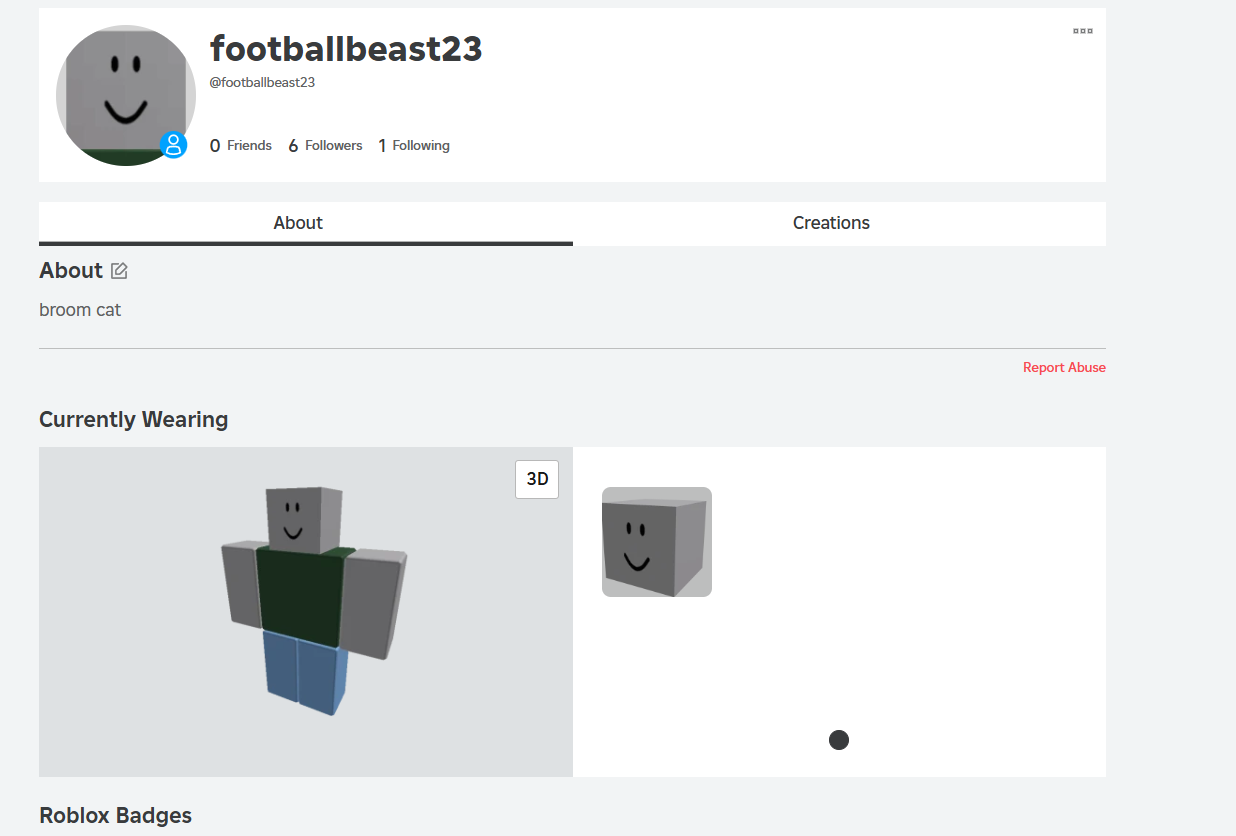 footballbeast23
@footballbeast23
0 Friends 6 Followers 1 Following
About Creations
About
broom cat
Report Abuse
Currently Wearing
3D
Roblox Badges